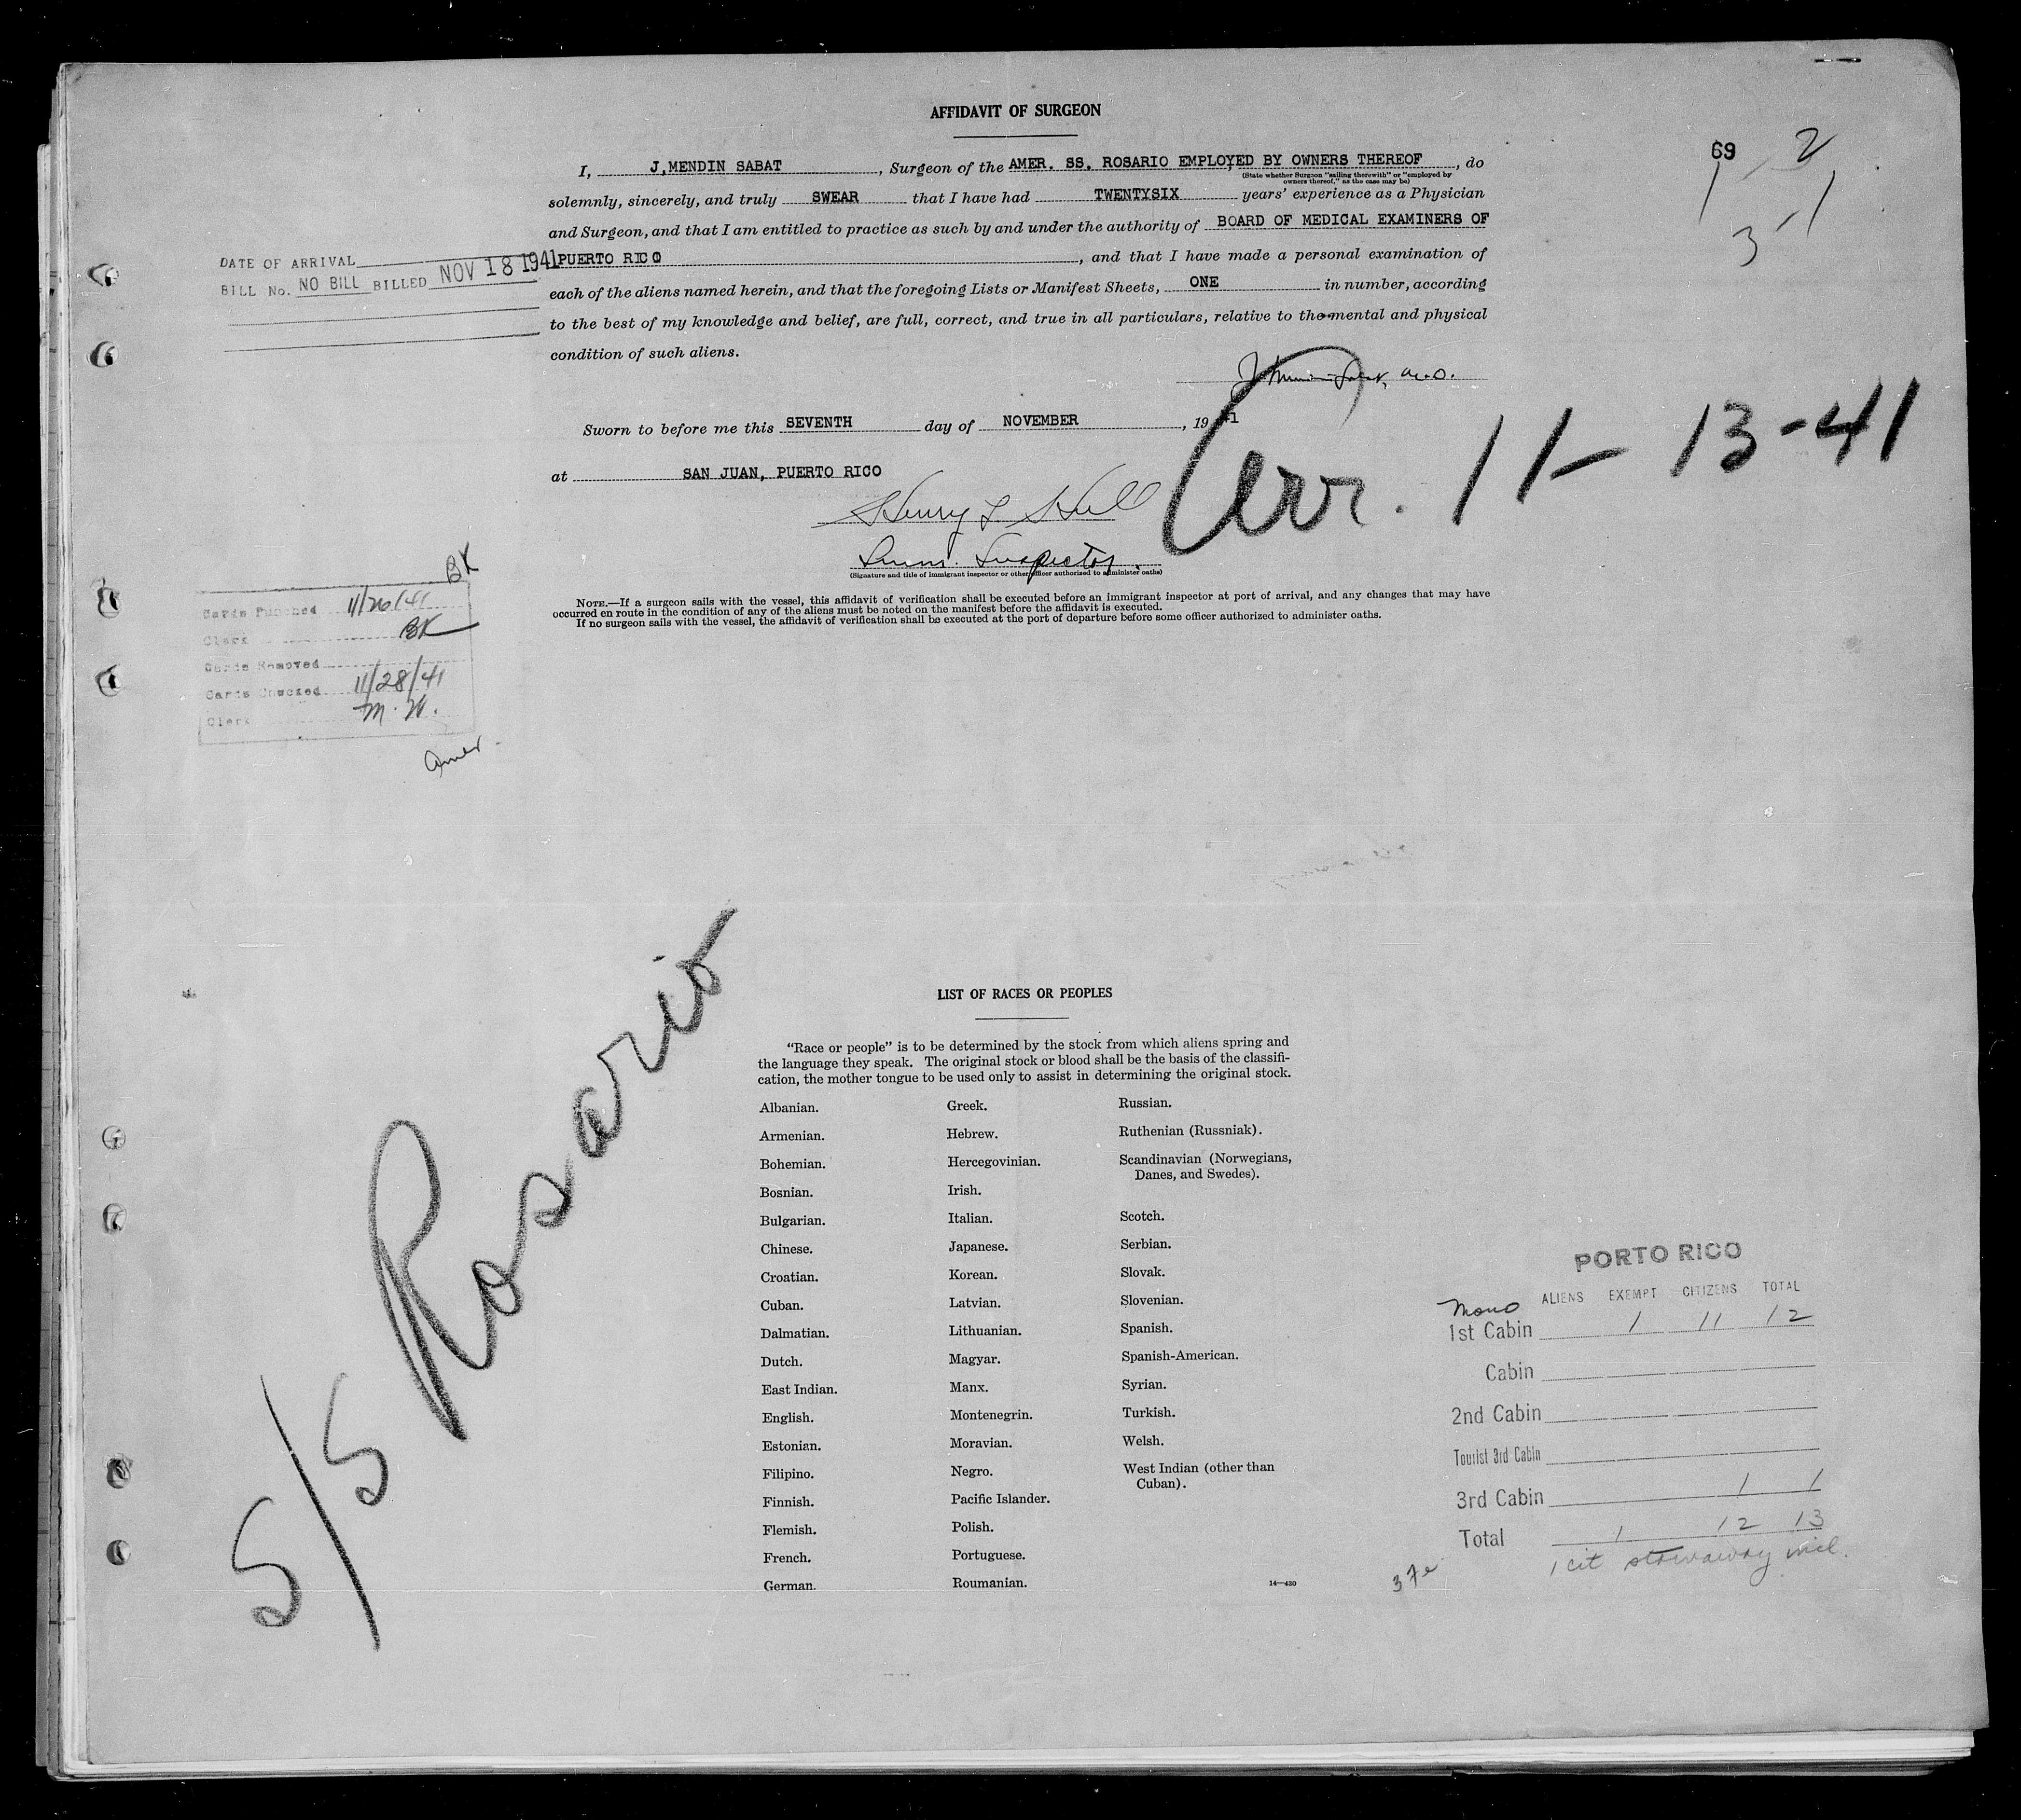 AFFIDAVIT OF SURGEON
69 2
1 1
3
I, J. MENDIN SABAT, Surgeon of the AMER. SS. ROSARIO EMPLOYED BY OWNERS THEREOF, do
(State whether Surgeon "sailing therewith" or "employed by
owners thereof," as the case may be)
solemnly, sincerely, and truly SWEAR that I have had TWENTYSIX years' experience as a Physician
and Surgeon, and that I am entitled to practice as such by and under the authority of BOARD OF MEDICAL EXAMINERS OF
PUERTO RICO, and that I have made a personal examination of
each of the aliens named herein, and that the foregoing Lists or Manifest Sheets, ONE in number, according
to the best of my knowledge and belief, are full, correct, and true in all particulars, relative to the mental and physical
condition of such aliens.
DATE OF ARRIVAL
BILL No. NO BILL BILLED NOV 18 1941
M.D.
Sworn to before me this SEVENTH day of NOVEMBER, 1941
at SAN JUAN, PUERTO RICO
Arr. 11-13-41
Henry L. Hill
Imm. Inspector
(Signature and title of immigrant inspector or other officer authorized to administer oaths)
NOTE.—If a surgeon sails with the vessel, this affidavit of verification shall be executed before an immigrant inspector at port of arrival, and any changes that may have
occurred en route in the condition of any of the aliens must be noted on the manifest before the affidavit is executed.
If no surgeon sails with the vessel, the affidavit of verification shall be executed at the port of departure before some officer authorized to administer oaths.
BK
Cards Punched 11/26/41
Clerk BK
Cards Removed
Cards Checked 11/28/41
Clerk M. W.
Amer.
S/S Rosario
LIST OF RACES OR PEOPLES
"Race or people" is to be determined by the stock from which aliens spring and
the language they speak. The original stock or blood shall be the basis of the classifi-
cation, the mother tongue to be used only to assist in determining the original stock.
Albanian.
Armenian.
Bohemian.
Bosnian.
Bulgarian.
Chinese.
Croatian.
Cuban.
Dalmatian.
Dutch.
East Indian.
English.
Estonian.
Filipino.
Finnish.
Flemish.
French.
German.
Greek.
Hebrew.
Hercegovinian.
Irish.
Italian.
Japanese.
Korean.
Latvian.
Lithuanian.
Magyar.
Manx.
Montenegrin.
Moravian.
Negro.
Pacific Islander.
Polish.
Portuguese.
Roumanian.
Russian.
Ruthenian (Russniak).
Scandinavian (Norwegians,
Danes, and Swedes).
Scotch.
Serbian.
Slovak.
Slovenian.
Spanish.
Spanish-American.
Syrian.
Turkish.
Welsh.
West Indian (other than
Cuban).
14—430
PORTO RICO
ALIENS EXEMPT CITIZENS TOTAL
Mono
1st Cabin 1 11 12
Cabin
2nd Cabin
Tourist 3rd Cabin
3rd Cabin 1 1
Total 1 12 13
1 cit stowaway incl.
37e